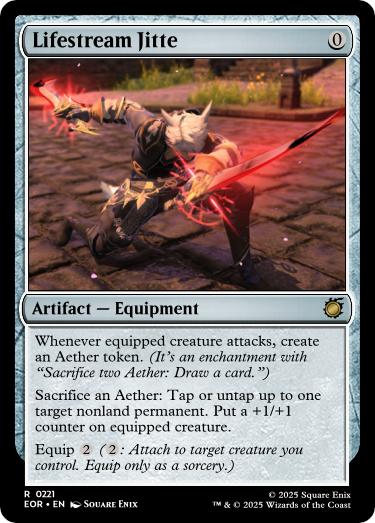 Lifestream Jitte 0
Artifact — Equipment
Whenever equipped creature attacks, create
an Aether token. (It's an enchantment with
“Sacrifice two Aether: Draw a card.”)
Sacrifice an Aether: Tap or untap up to one
target nonland permanent. Put a +1/+1
counter on equipped creature.
Equip 2 (2: Attach to target creature you
control. Equip only as a sorcery.)
R 0221
EOR • EN Square Enix
© 2025 Square Enix
™ & © 2025 Wizards of the Coast